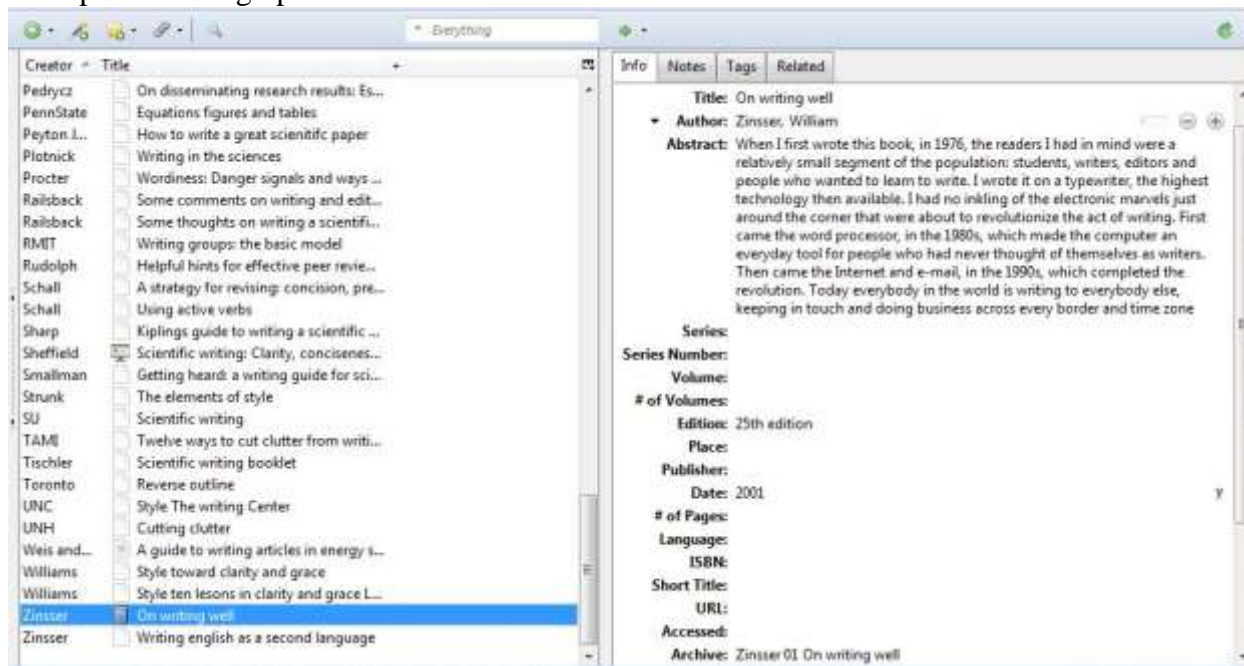 Everything
Creator Title
Pedrycz On disseminating research results: Es...
PennState Equations figures and tables
Peyton J... How to write a great scienitifc paper
Plotnick Writing in the sciences
Procter Wordiness: Danger signals and ways ...
Railsback Some comments on writing and edit...
Railsback Some thoughts on writing a scientifi...
RMIT Writing groups: the basic model
Rudolph Helpful hints for effective peer revie...
Schall A strategy for revising: concision, pre...
Schall Using active verbs
Sharp Kiplings guide to writing a scientific ...
Sheffield Scientific writing: Clarity, concisenes...
Smallman Getting heard: a writing guide for sci...
Strunk The elements of style
SU Scientific writing
TAMI Twelve ways to cut clutter from writi...
Tischler Scientific writing booklet
Toronto Reverse outline
UNC Style The writing Center
UNH Cutting clutter
Weis and... A guide to writing articles in energy s...
Williams Style toward clarity and grace
Williams Style ten lesons in clarity and grace L...
Zinsser On writing well
Zinsser Writing english as a second language
Info Notes Tags Related
Title: On writing well
Author: Zinsser, William
Abstract: When I first wrote this book, in 1976, the readers I had in mind were a
relatively small segment of the population: students, writers, editors and
people who wanted to learn to write. I wrote it on a typewriter, the highest
technology then available. I had no inkling of the electronic marvels just
around the corner that were about to revolutionize the act of writing. First
came the word processor, in the 1980s, which made the computer an
everyday tool for people who had never thought of themselves as writers.
Then came the Internet and e-mail, in the 1990s, which completed the
revolution. Today everybody in the world is writing to everybody else,
keeping in touch and doing business across every border and time zone
Series:
Series Number:
Volume:
# of Volumes:
Edition: 25th edition
Place:
Publisher:
Date: 2001 y
# of Pages:
Language:
ISBN:
Short Title:
URL:
Accessed:
Archive: Zinsser 01 On writing well